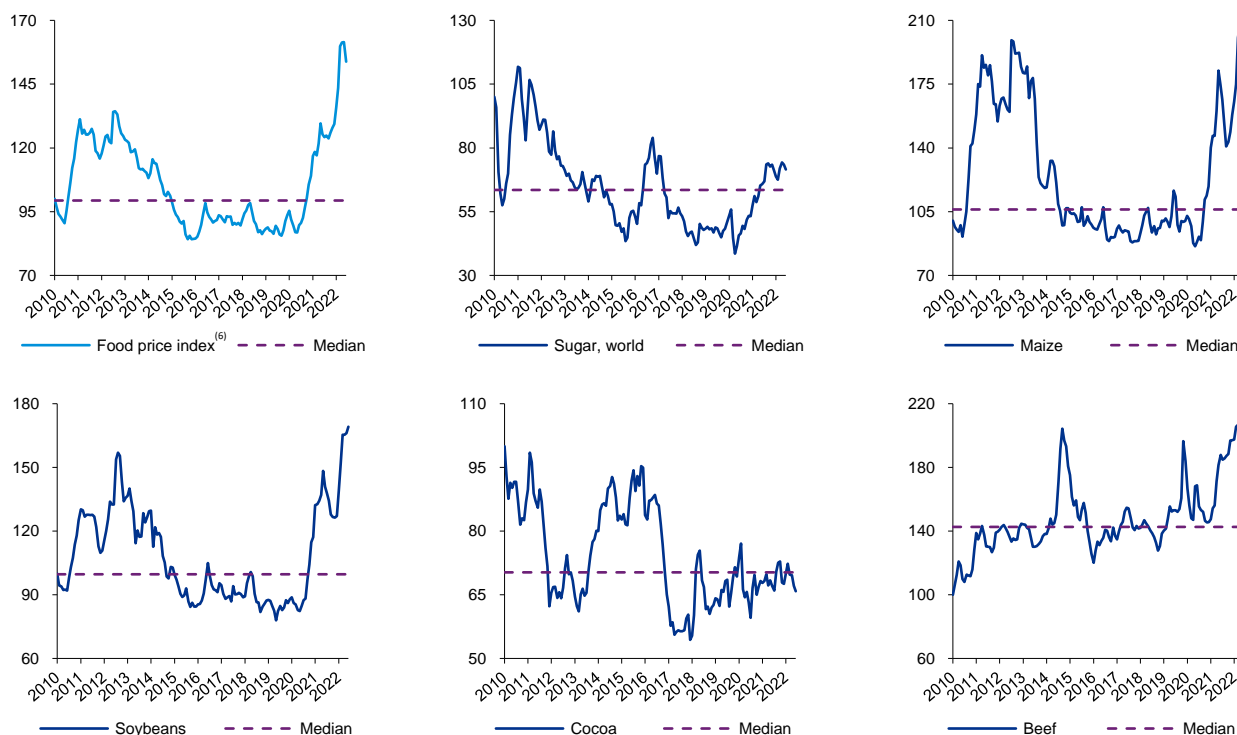 170
145
120
95
70
2010 2011 2012 2013 2014 2015 2016 2017 2018 2019 2020 2021 2022
Food price index(6) Median
130
105
80
55
30
2010 2011 2012 2013 2014 2015 2016 2017 2018 2019 2020 2021 2022
Sugar, world Median
210
175
140
105
70
2010 2011 2012 2013 2014 2015 2016 2017 2018 2019 2020 2021 2022
Maize Median
180
150
120
90
60
2010 2011 2012 2013 2014 2015 2016 2017 2018 2019 2020 2021 2022
Soybeans Median
110
95
80
65
50
2010 2011 2012 2013 2014 2015 2016 2017 2018 2019 2020 2021 2022
Cocoa Median
220
180
140
100
60
2010 2011 2012 2013 2014 2015 2016 2017 2018 2019 2020 2021 2022
Beef Median